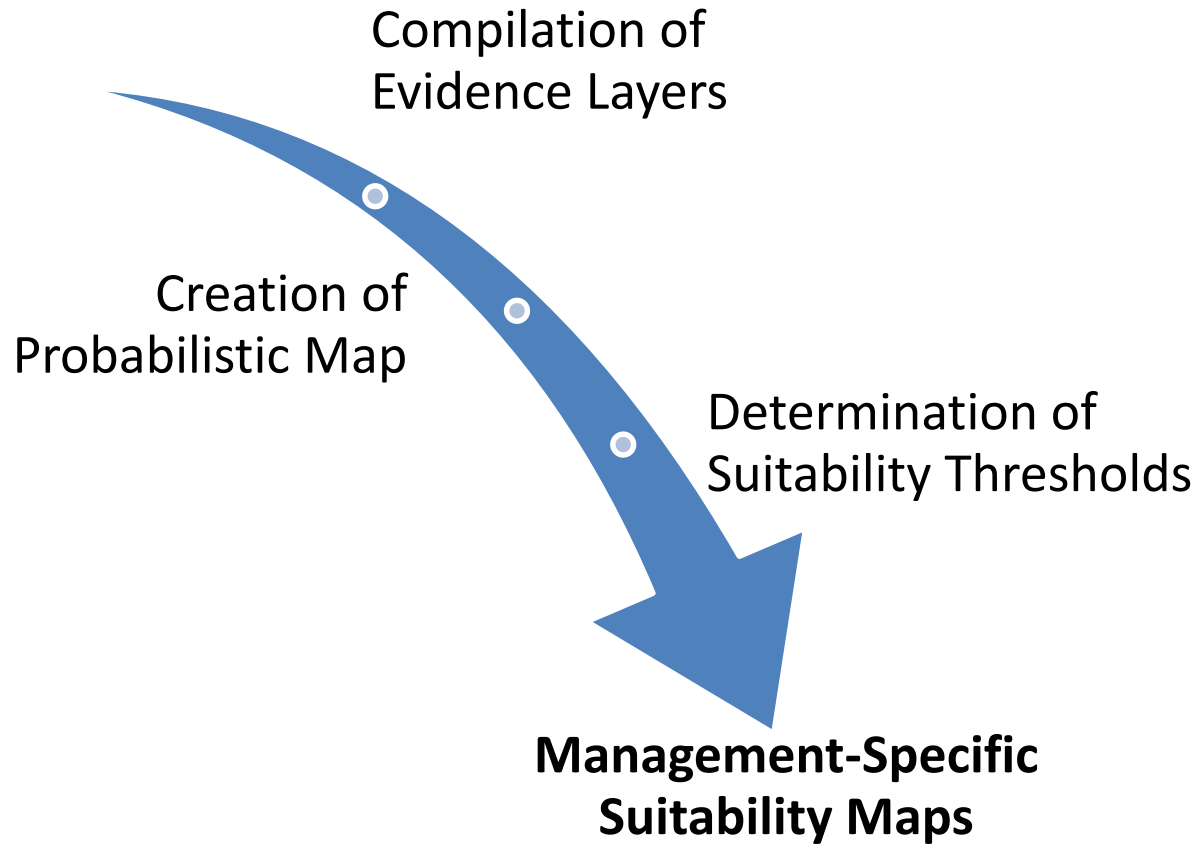 Compilation of
Evidence Layers
Creation of
Probabilistic Map
Determination of
Suitability Thresholds
Management-Specific
Suitability Maps